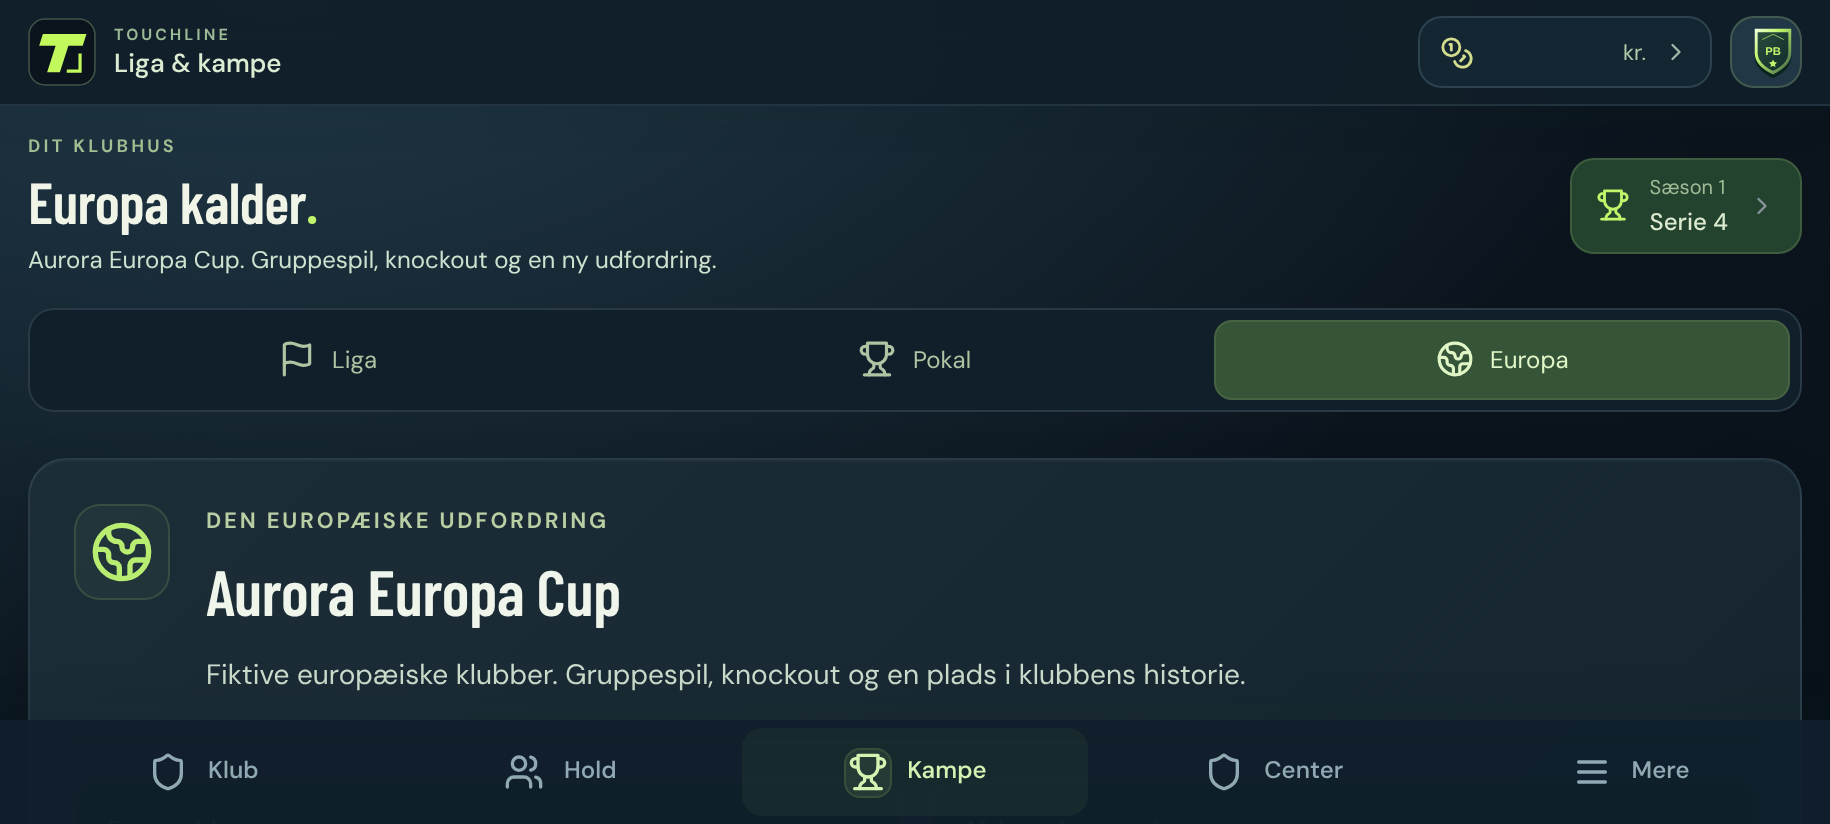 TOUCHLINE
Liga & kampe
kr.
PB
DIT KLUBHUS
Europa kalder.
Aurora Europa Cup. Gruppespil, knockout og en ny udfordring.
Sæson 1
Serie 4
Liga
Pokal
Europa
DEN EUROPÆISKE UDFORDRING
Aurora Europa Cup
Fiktive europæiske klubber. Gruppespil, knockout og en plads i klubbens historie.
Klub
Hold
Kampe
Center
Mere